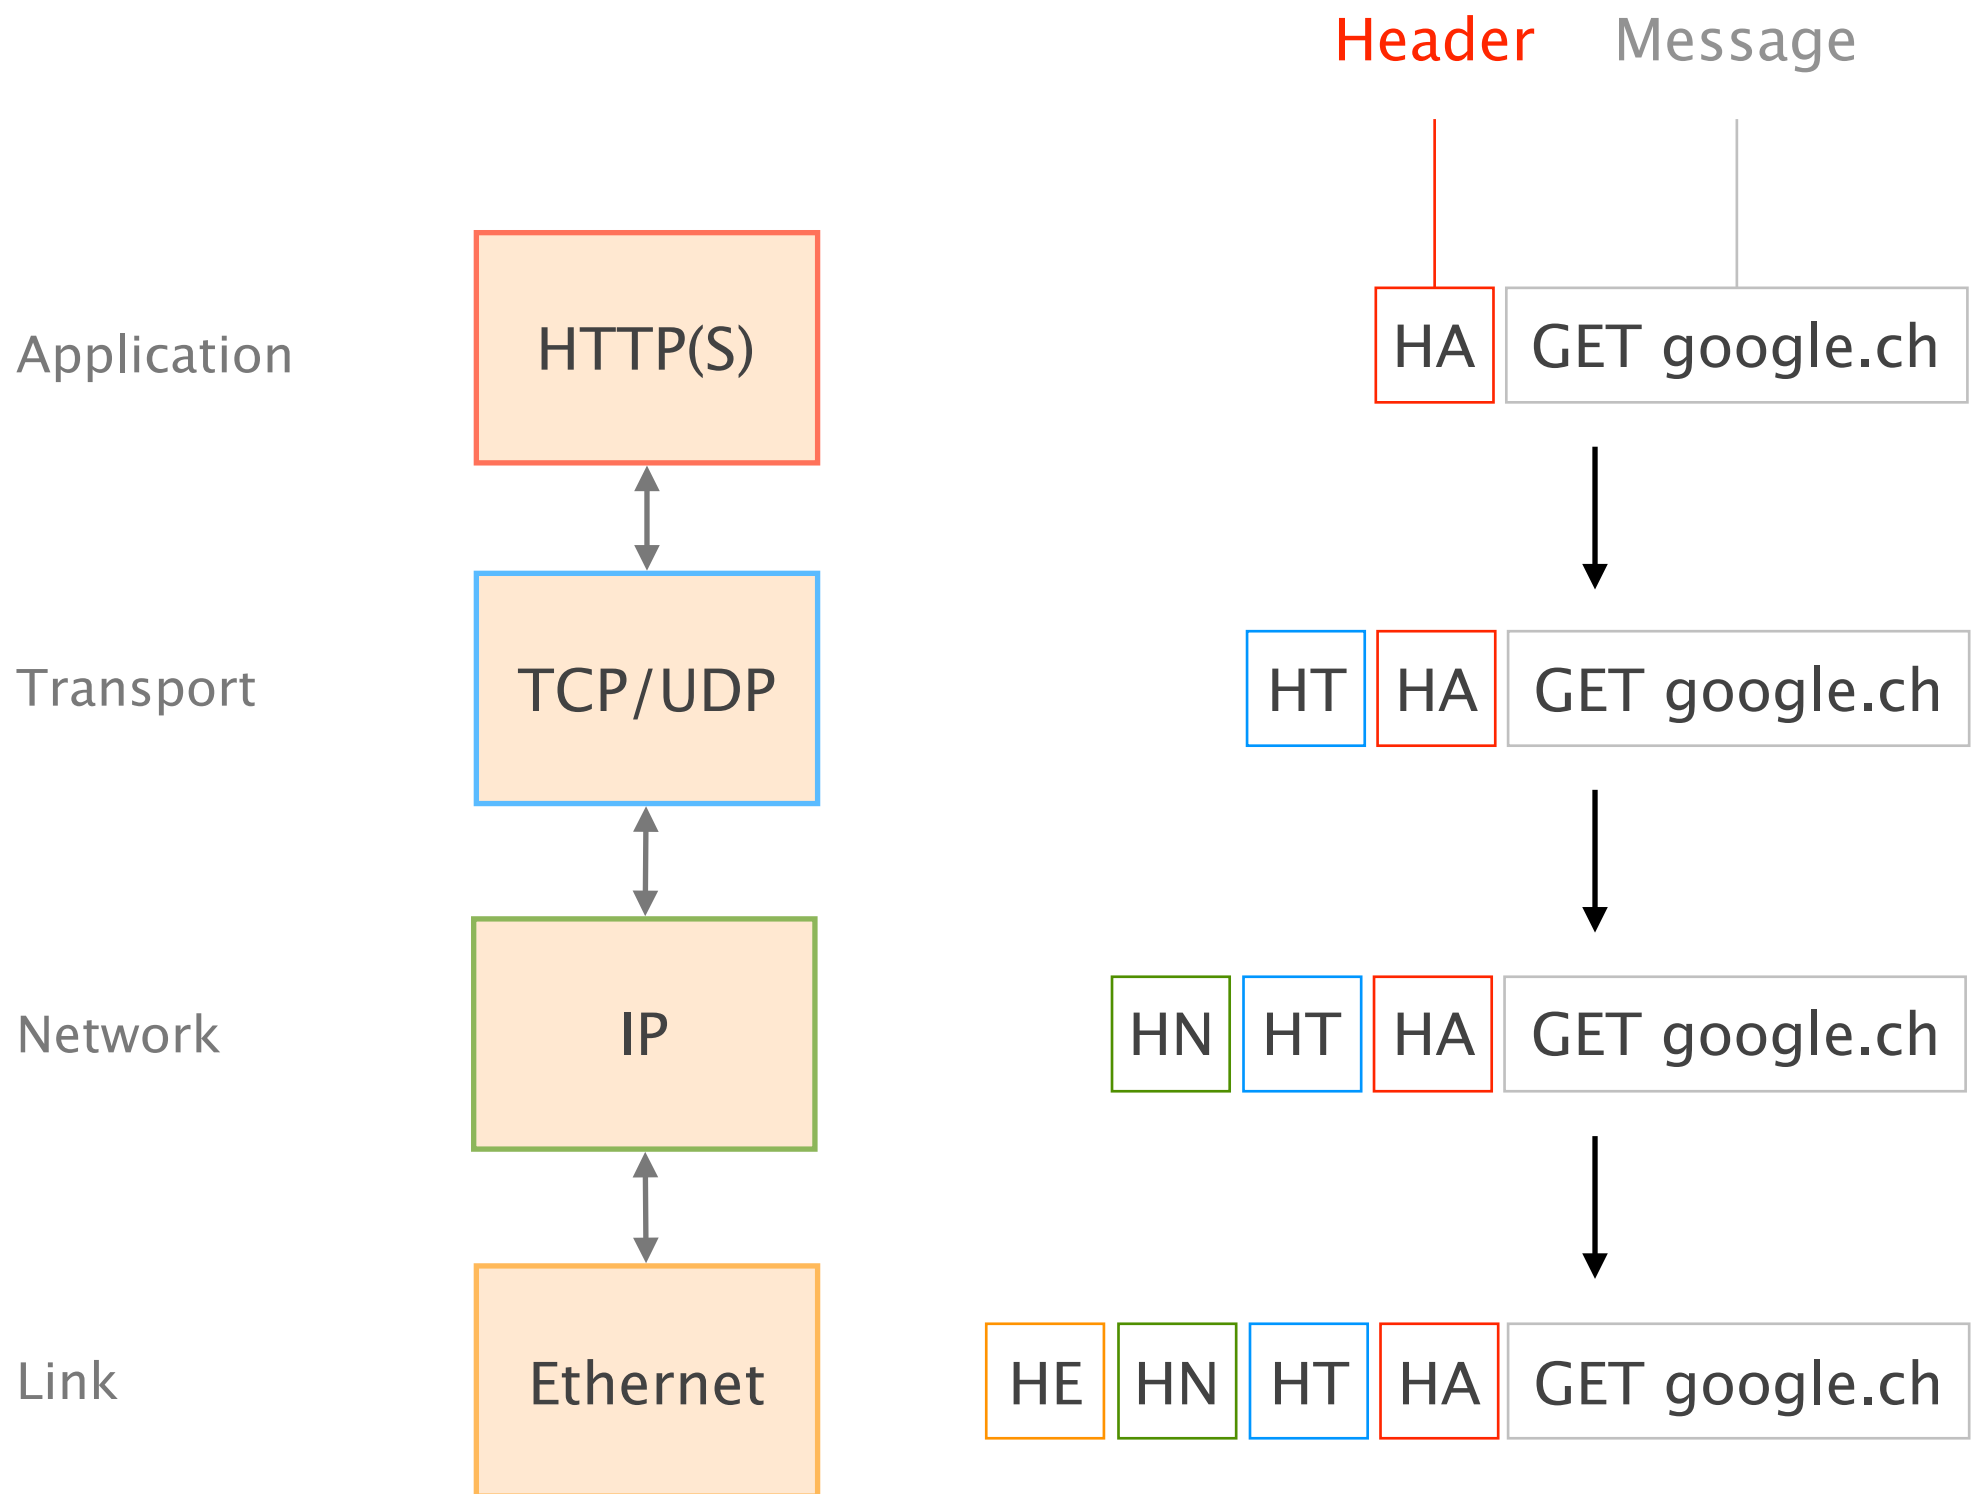 Header Message
Application HTTP(S) HA GET google.ch
Transport TCP/UDP HT HA GET google.ch
Network IP HN HT HA GET google.ch
Link Ethernet HE HN HT HA GET google.ch